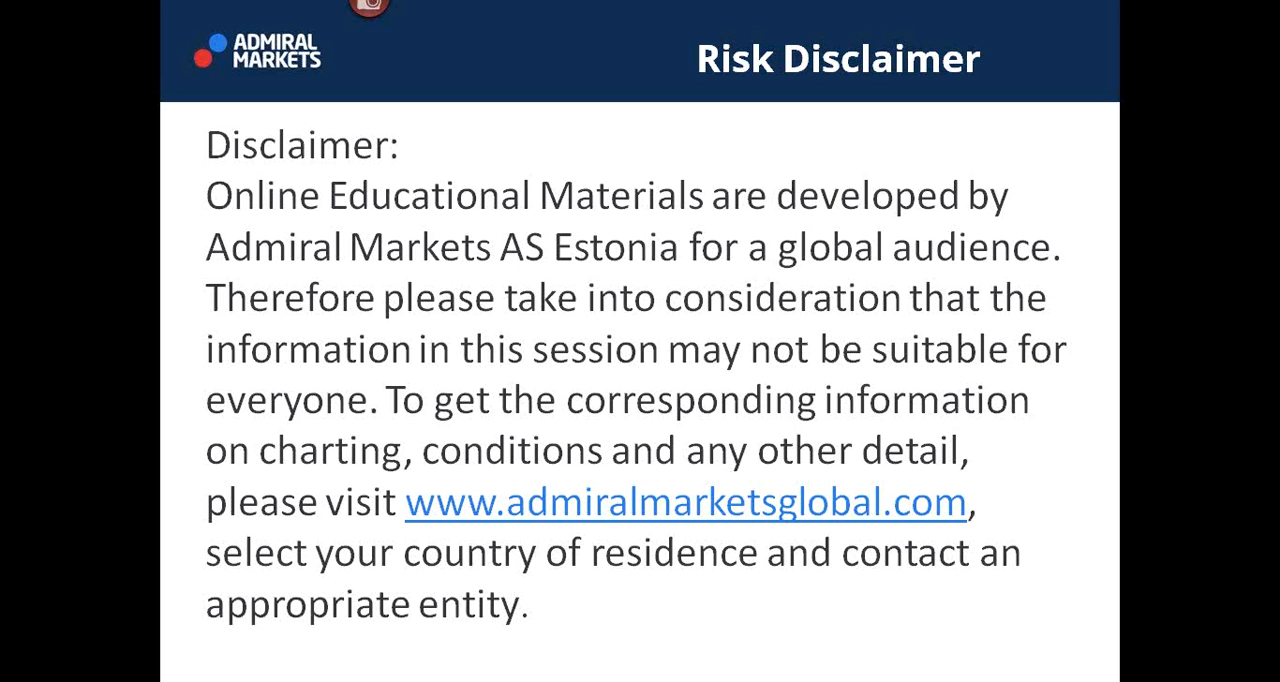 ADMIRAL
MARKETS
Risk Disclaimer
Disclaimer:
Online Educational Materials are developed by
Admiral Markets AS Estonia for a global audience.
Therefore please take into consideration that the
information in this session may not be suitable for
everyone. To get the corresponding information
on charting, conditions and any other detail,
please visit www.admiralmarketsglobal.com,
select your country of residence and contact an
appropriate entity.